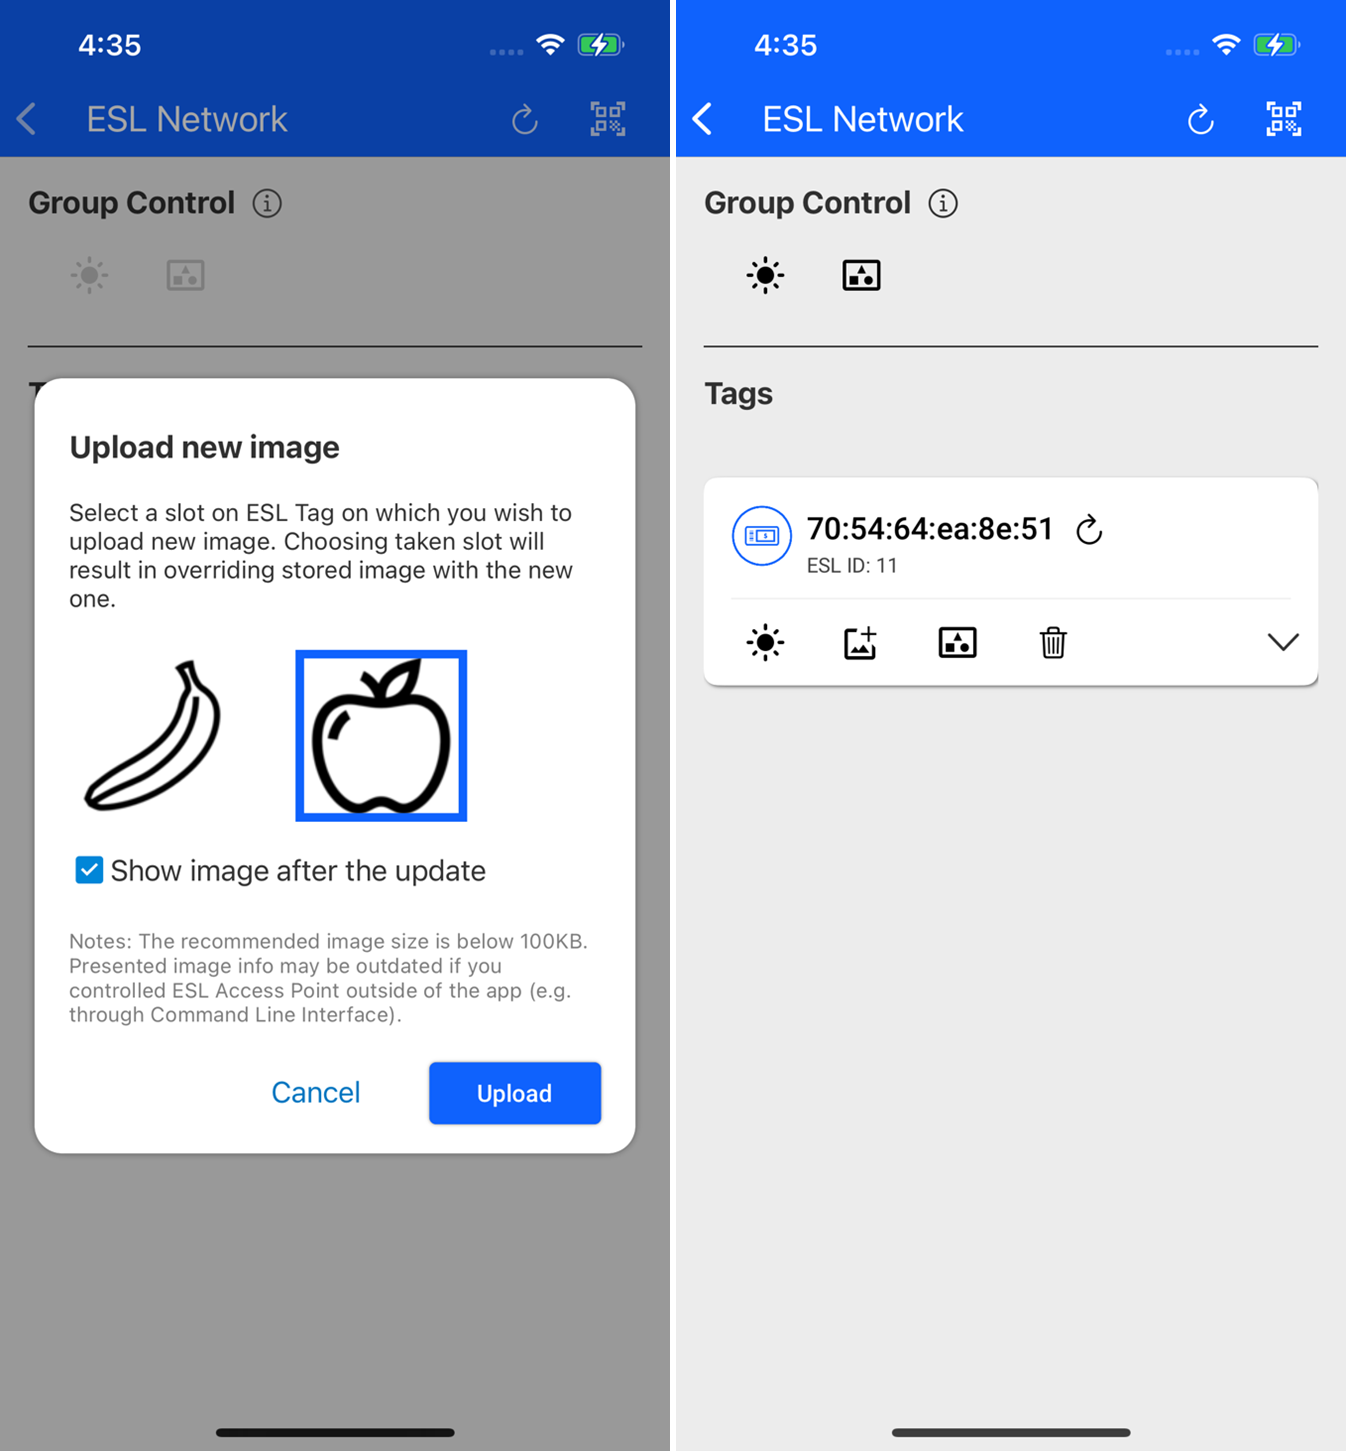 4:35
ESL Network
Group Control
T
Upload new image
Select a slot on ESL Tag on which you wish to
upload new image. Choosing taken slot will
result in overriding stored image with the new
one.
Show image after the update
Notes: The recommended image size is below 100KB.
Presented image info may be outdated if you
controlled ESL Access Point outside of the app (e.g.
through Command Line Interface).
Cancel
Upload
4:35
ESL Network
Group Control
Tags
70:54:64:ea:8e:51
ESL ID: 11